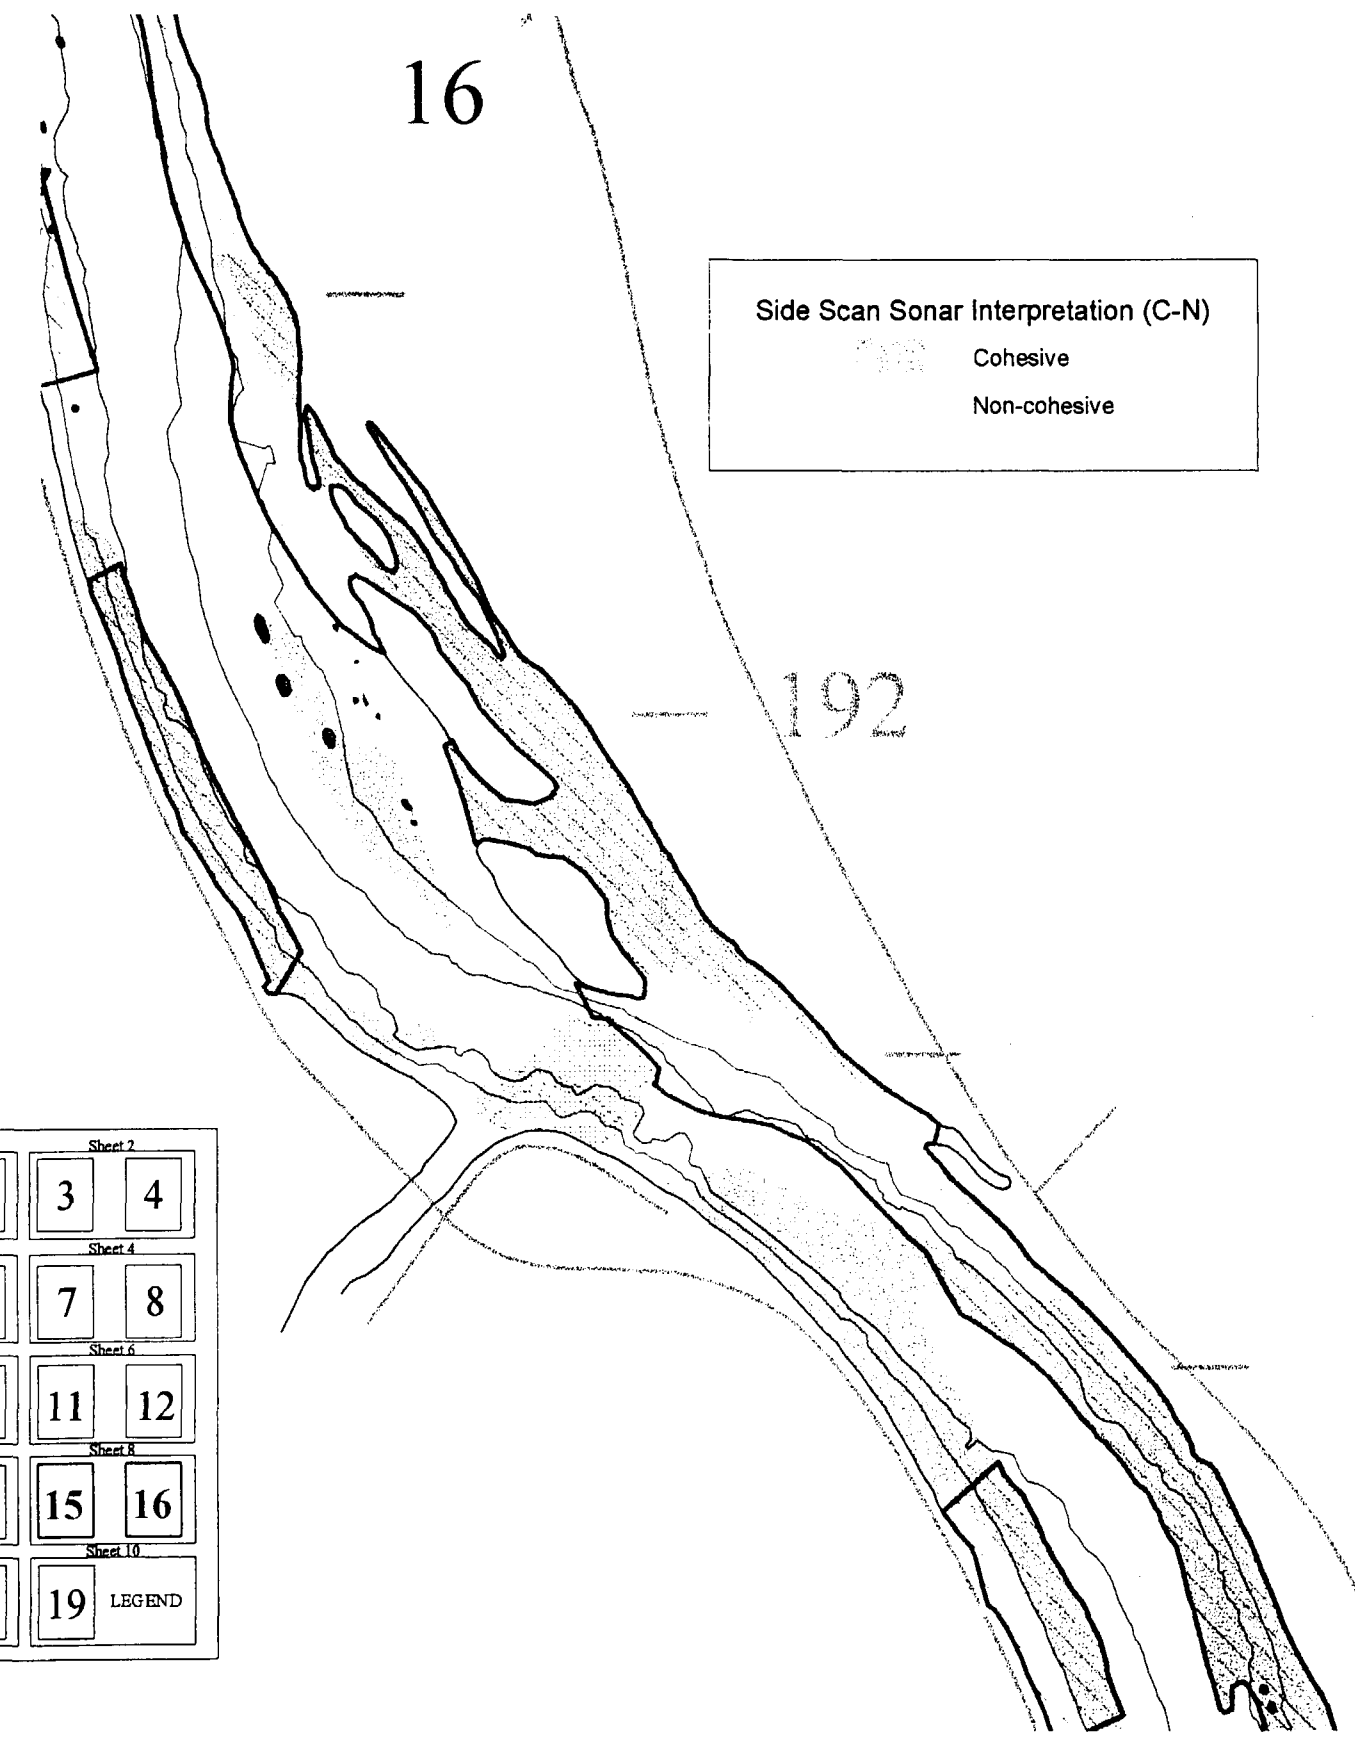 16
Side Scan Sonar Interpretation (C-N)
Cohesive
Non-cohesive
192
Sheet 2
3 4
Sheet 4
7 8
Sheet 6
11 12
Sheet 8
15 16
Sheet 10
19 LEGEND